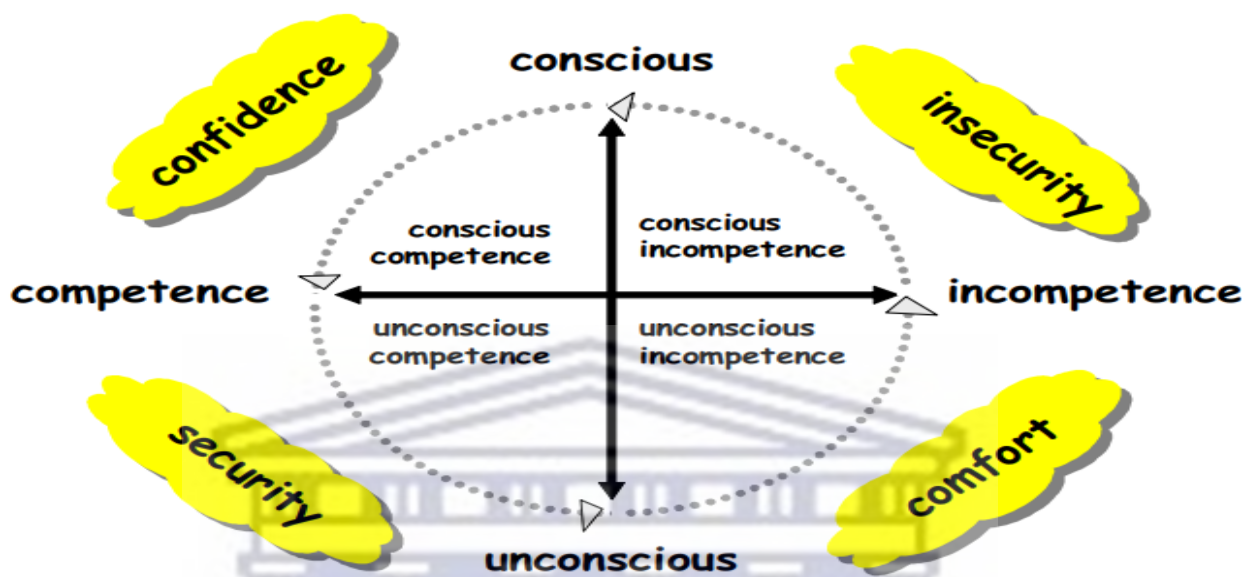 conscious
confidence
insecurity
conscious
competence
conscious
incompetence
competence
incompetence
unconscious
competence
unconscious
incompetence
security
comfort
unconscious